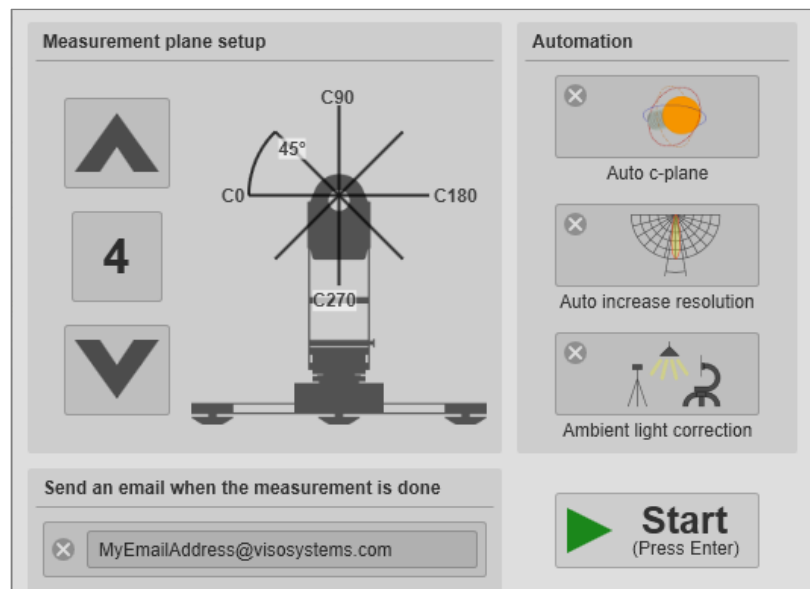 Measurement plane setup
C90
45°
C0
C180
4
C270
Automation
Auto c-plane
Auto increase resolution
Ambient light correction
Send an email when the measurement is done
MyEmailAddress@visosystems.com
Start
(Press Enter)